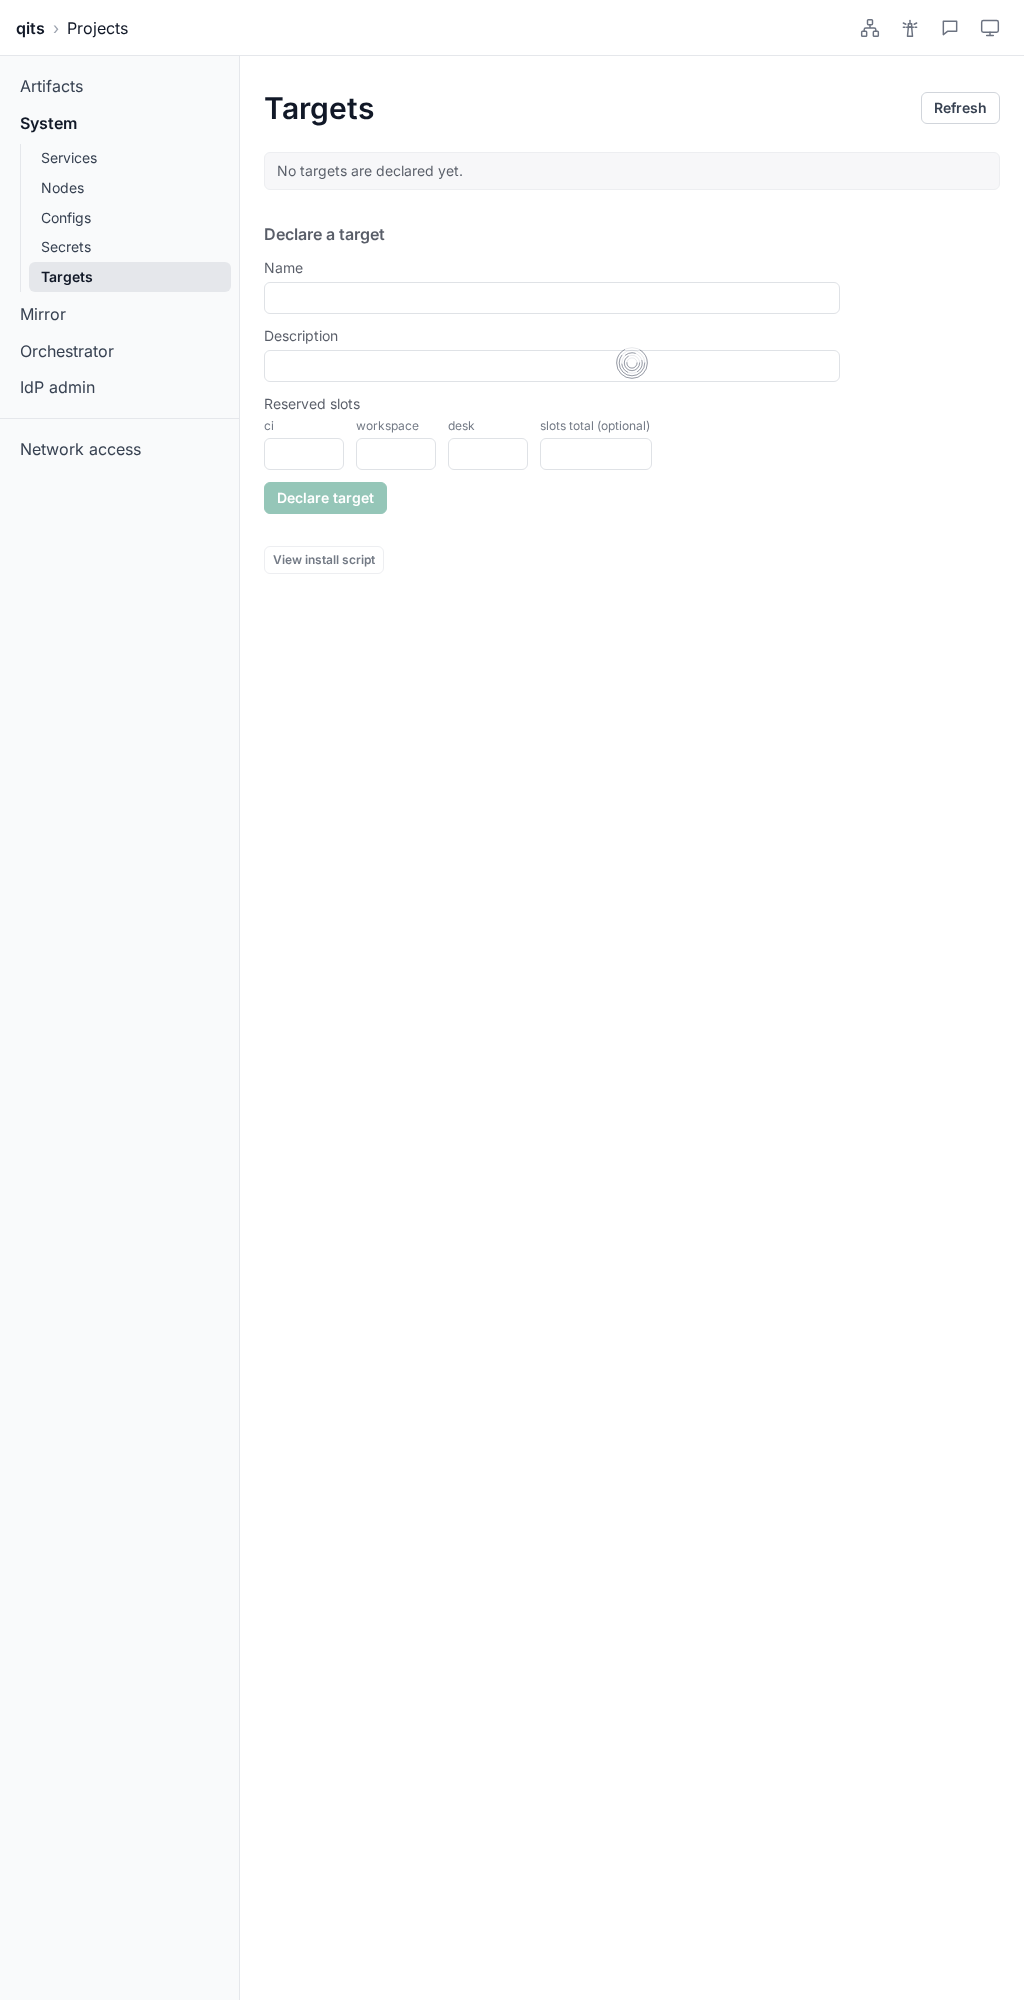 qits › Projects
Artifacts
System
Services
Nodes
Configs
Secrets
Targets
Mirror
Orchestrator
IdP admin
Network access
Targets
Refresh
No targets are declared yet.
Declare a target
Name
Description
Reserved slots
ci workspace desk slots total (optional)
Declare target
View install script